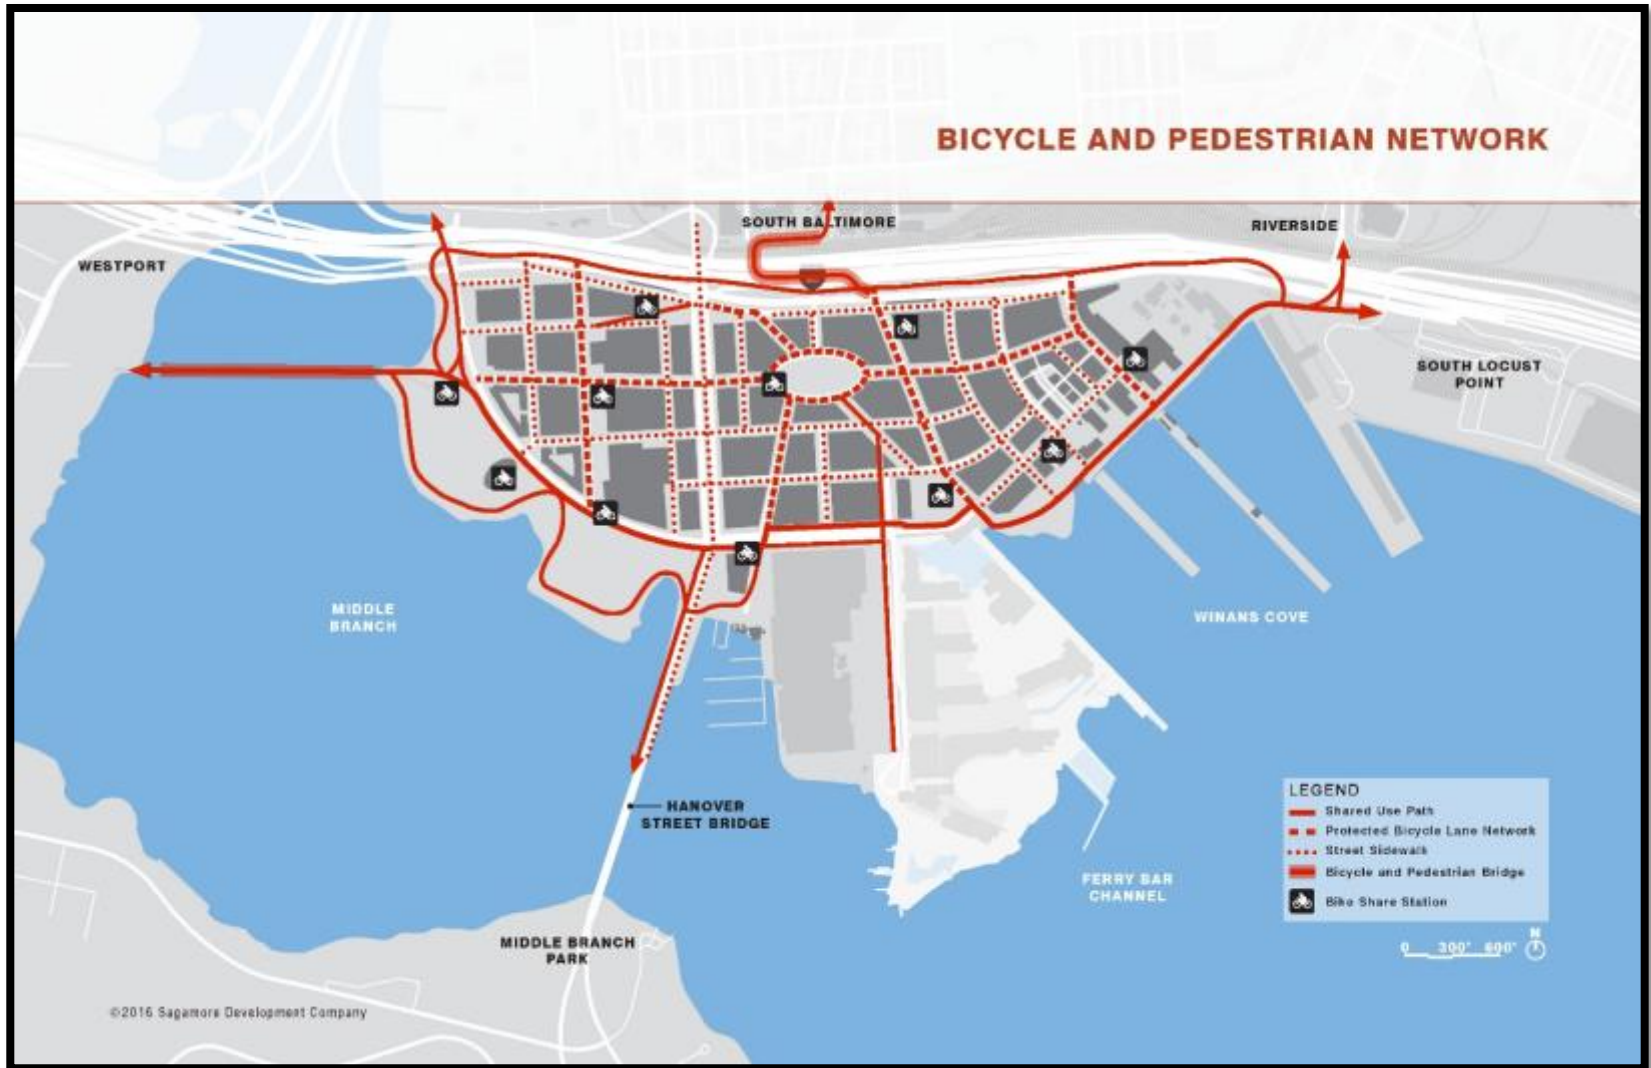 BICYCLE AND PEDESTRIAN NETWORK
SOUTH BALTIMORE
RIVERSIDE
WESTPORT
SOUTH LOCUST
POINT
MIDDLE
BRANCH
WINANS COVE
HANOVER
STREET BRIDGE
FERRY BAR
CHANNEL
MIDDLE BRANCH
PARK
LEGEND
Shared Use Path
Protected Bicycle Lane Network
Street Sidewalk
Bicycle and Pedestrian Bridge
Bike Share Station
N
0 300' 600'
©2016 Sagamore Development Company